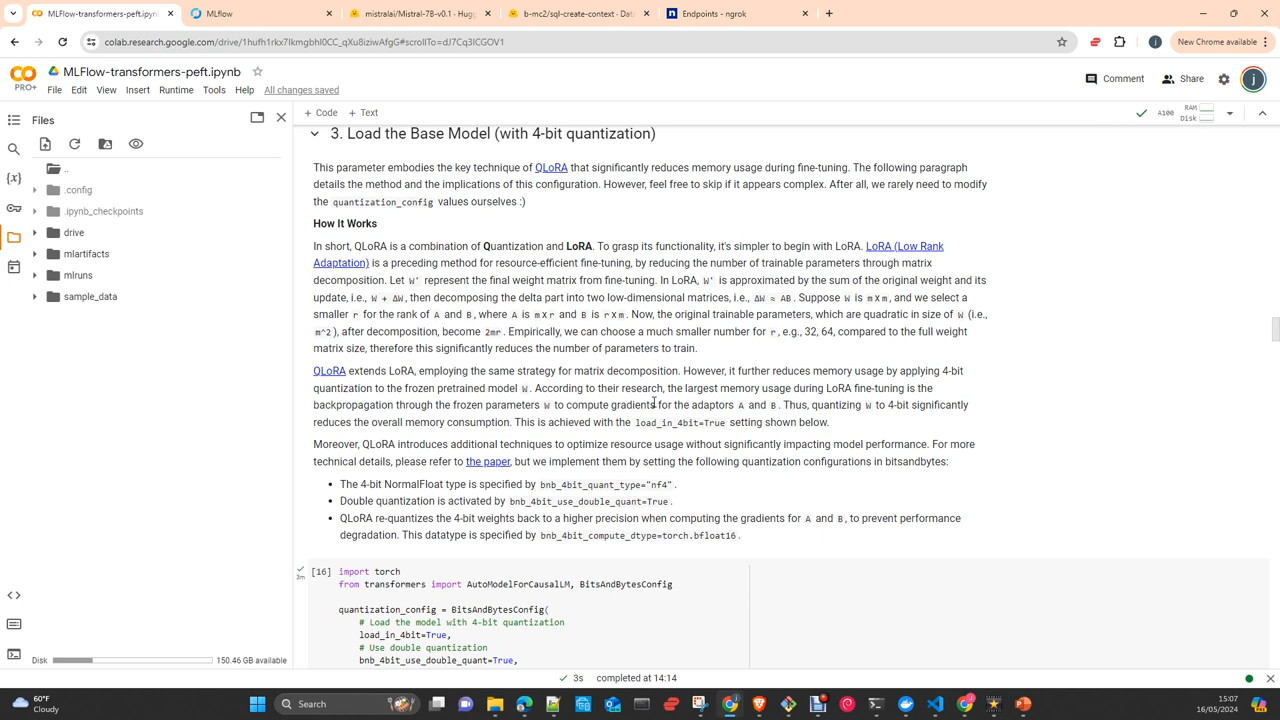 MLFlow-transformers-peft.ipynb
MLflow
mistralai/Mistral-7B-v0.1 - Hugg
b-mc2/sql-create-context - Data
Endpoints - ngrok
colab.research.google.com/drive/1hufh1rkx7lkmgbhI0CC_qXu8iziwAfgG#scrollTo=dJ7Cq3lCGOV1
New Chrome available
MLFlow-transformers-peft.ipynb
PRO+
File Edit View Insert Runtime Tools Help All changes saved
Comment
Share
j
Files
+ Code + Text
A100
RAM
Disk
..
.config
.ipynb_checkpoints
drive
mlartifacts
mlruns
sample_data
Disk
150.46 GB available
3. Load the Base Model (with 4-bit quantization)
This parameter embodies the key technique of QLoRA that significantly reduces memory usage during fine-tuning. The following paragraph
details the method and the implications of this configuration. However, feel free to skip if it appears complex. After all, we rarely need to modify
the quantization_config values ourselves :)
How It Works
In short, QLoRA is a combination of Quantization and LoRA. To grasp its functionality, it's simpler to begin with LoRA. LoRA (Low Rank
Adaptation) is a preceding method for resource-efficient fine-tuning, by reducing the number of trainable parameters through matrix
decomposition. Let W' represent the final weight matrix from fine-tuning. In LoRA, W' is approximated by the sum of the original weight and its
update, i.e., W + ΔW, then decomposing the delta part into two low-dimensional matrices, i.e., ΔW ≈ AB. Suppose W is mxm, and we select a
smaller r for the rank of A and B, where A is mxr and B is rxm. Now, the original trainable parameters, which are quadratic in size of W (i.e.,
m^2), after decomposition, become 2mr. Empirically, we can choose a much smaller number for r, e.g., 32, 64, compared to the full weight
matrix size, therefore this significantly reduces the number of parameters to train.
QLoRA extends LoRA, employing the same strategy for matrix decomposition. However, it further reduces memory usage by applying 4-bit
quantization to the frozen pretrained model W. According to their research, the largest memory usage during LoRA fine-tuning is the
backpropagation through the frozen parameters W to compute gradients for the adaptors A and B. Thus, quantizing W to 4-bit significantly
reduces the overall memory consumption. This is achieved with the load_in_4bit=True setting shown below.
Moreover, QLoRA introduces additional techniques to optimize resource usage without significantly impacting model performance. For more
technical details, please refer to the paper, but we implement them by setting the following quantization configurations in bitsandbytes:
• The 4-bit NormalFloat type is specified by bnb_4bit_quant_type="nf4".
• Double quantization is activated by bnb_4bit_use_double_quant=True.
• QLoRA re-quantizes the 4-bit weights back to a higher precision when computing the gradients for A and B, to prevent performance
degradation. This datatype is specified by bnb_4bit_compute_dtype=torch.bfloat16.
3m
[16] import torch
from transformers import AutoModelForCausalLM, BitsAndBytesConfig
quantization_config = BitsAndBytesConfig(
# Load the model with 4-bit quantization
load_in_4bit=True,
# Use double quantization
bnb_4bit_use_double_quant=True,
3s completed at 14:14
60°F
Cloudy
Search
15:07
16/05/2024